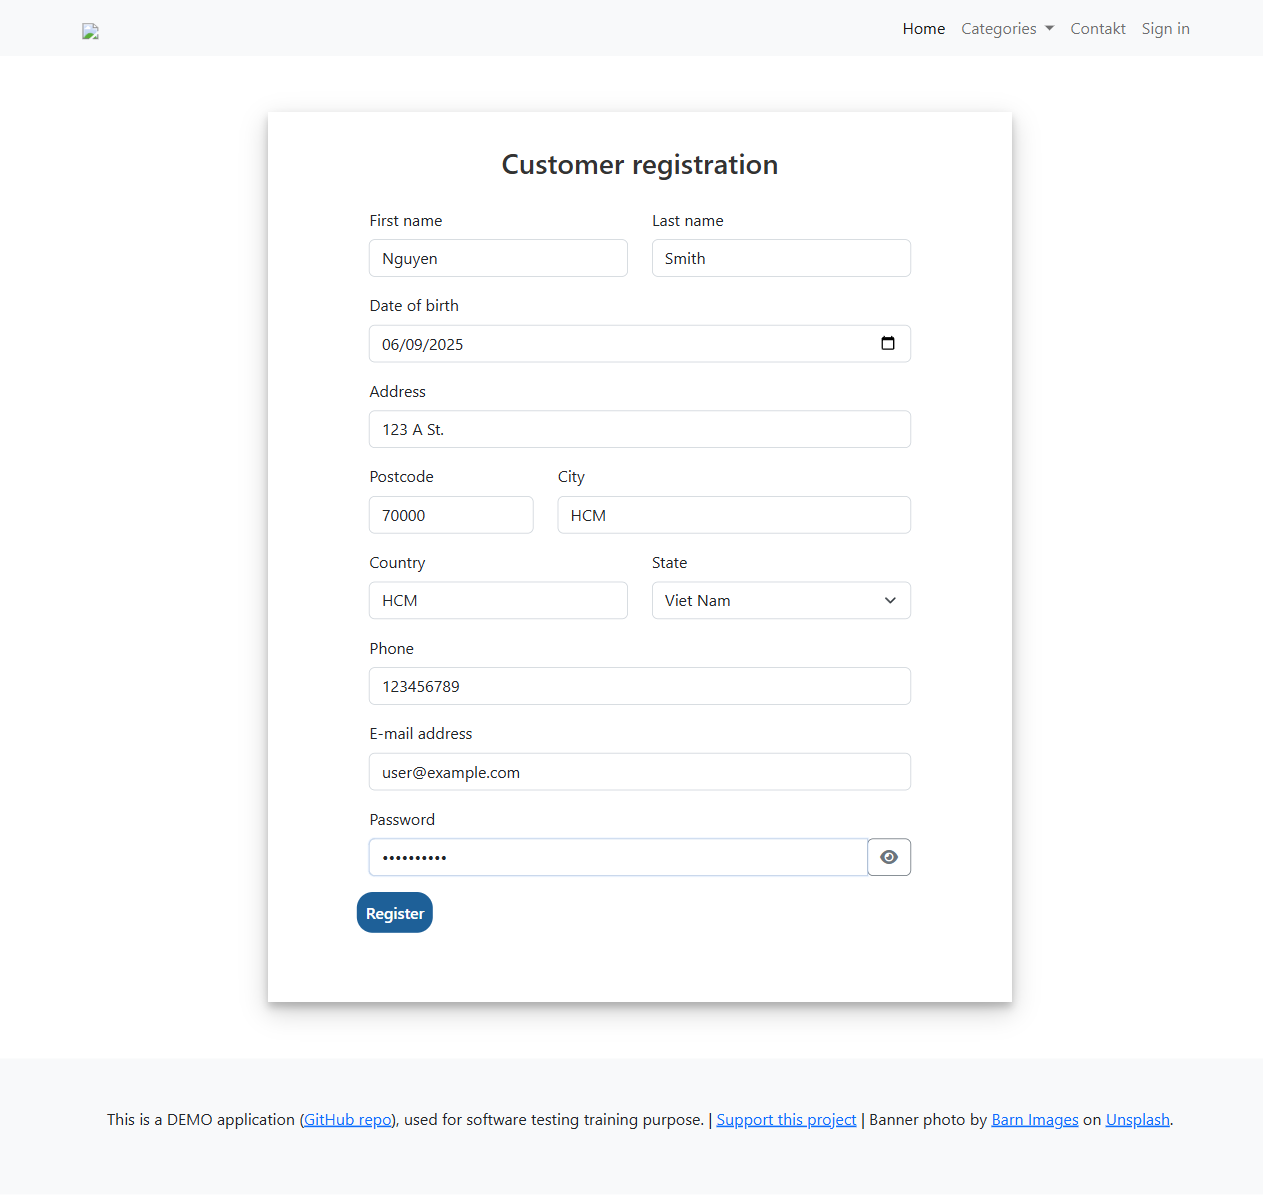 Home Categories Contakt Sign in
Customer registration
First name Last name
Nguyen Smith
Date of birth
06/09/2025
Address
123 A St.
Postcode City
70000 HCM
Country State
HCM Viet Nam
Phone
123456789
E-mail address
user@example.com
Password
••••••••••
Register
This is a DEMO application (GitHub repo), used for software testing training purpose. | Support this project | Banner photo by Barn Images on Unsplash.